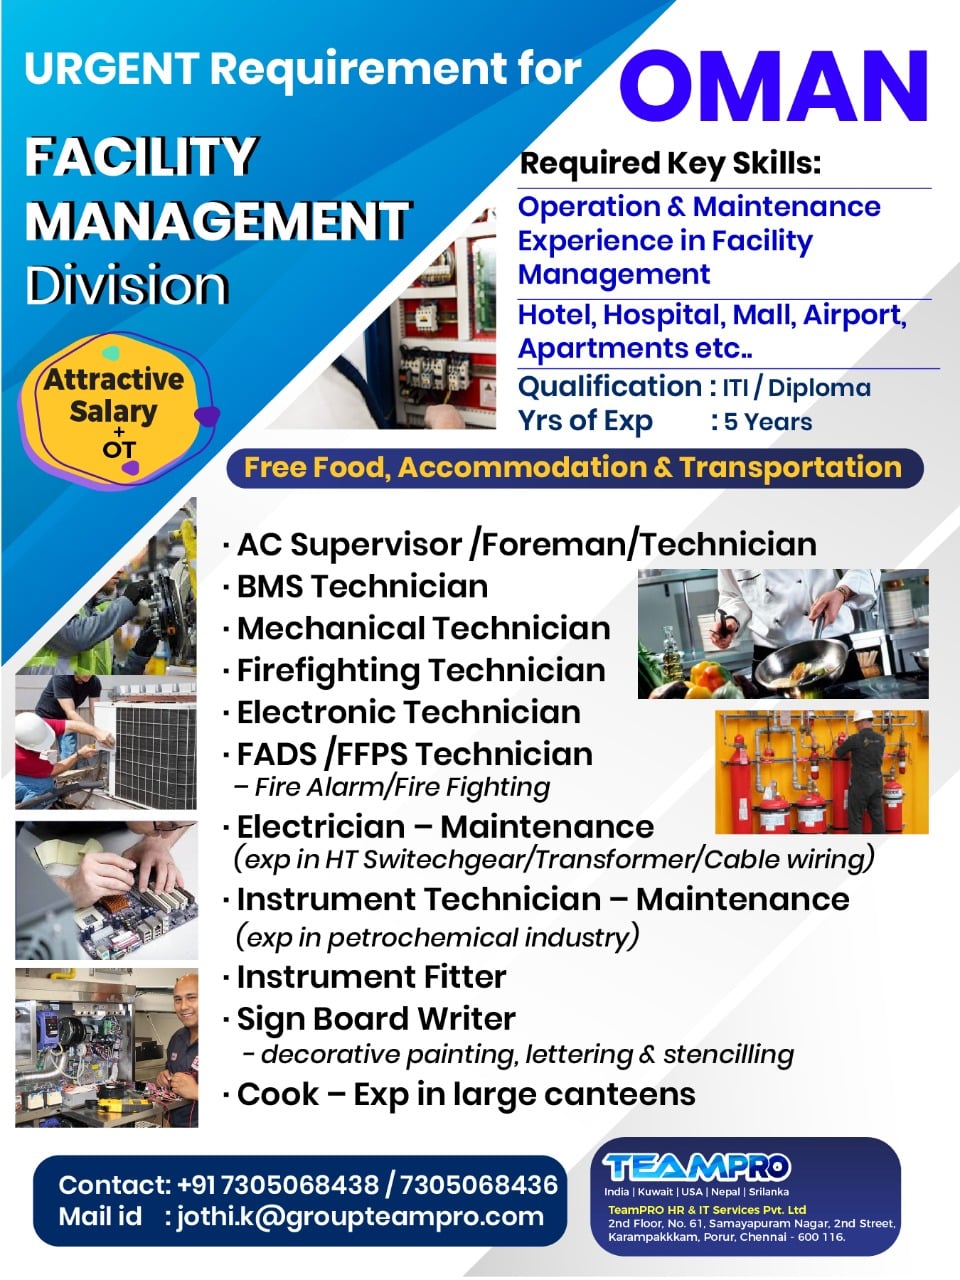 URGENT Requirement for
OMAN
FACILITY
MANAGEMENT
Division
Required Key Skills:
Operation & Maintenance
Experience in Facility
Management
Hotel, Hospital, Mall, Airport,
Apartments etc..
Qualification : ITI / Diploma
Yrs of Exp : 5 Years
Attractive
Salary
+
OT
Free Food, Accommodation & Transportation
· AC Supervisor /Foreman/Technician
· BMS Technician
· Mechanical Technician
· Firefighting Technician
· Electronic Technician
· FADS /FFPS Technician
– Fire Alarm/Fire Fighting
· Electrician – Maintenance
(exp in HT Switechgear/Transformer/Cable wiring)
· Instrument Technician – Maintenance
(exp in petrochemical industry)
· Instrument Fitter
· Sign Board Writer
- decorative painting, lettering & stencilling
· Cook – Exp in large canteens
Contact: +91 7305068438 / 7305068436
Mail id : jothi.k@groupteampro.com
TEAMPRO
India | Kuwait | USA | Nepal | Srilanka
TeamPRO HR & IT Services Pvt. Ltd
2nd Floor, No. 61, Samayapuram Nagar, 2nd Street,
Karampakkkam, Porur, Chennai - 600 116.